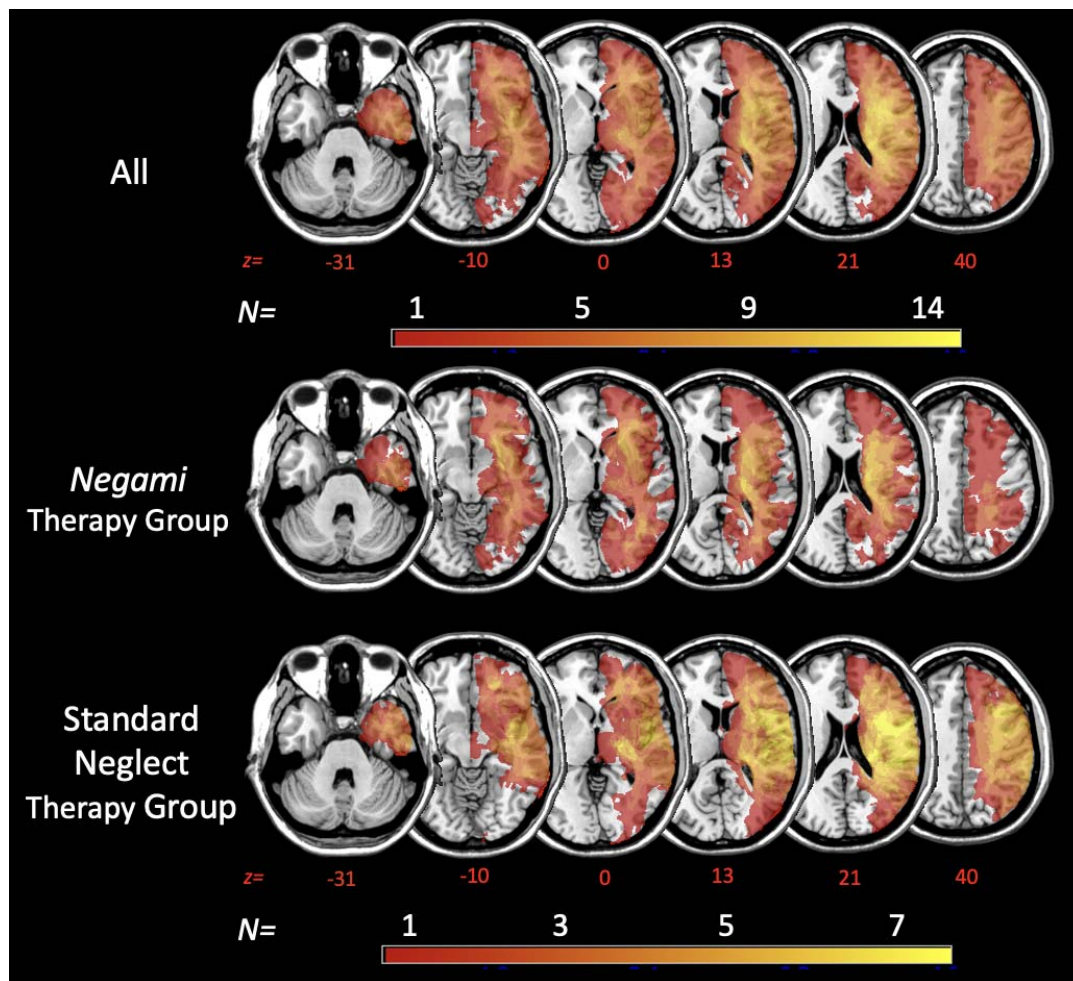 All
z= -31 -10 0 13 21 40
N= 1 5 9 14
Negami
Therapy Group
Standard
Neglect
Therapy Group
z= -31 -10 0 13 21 40
N= 1 3 5 7